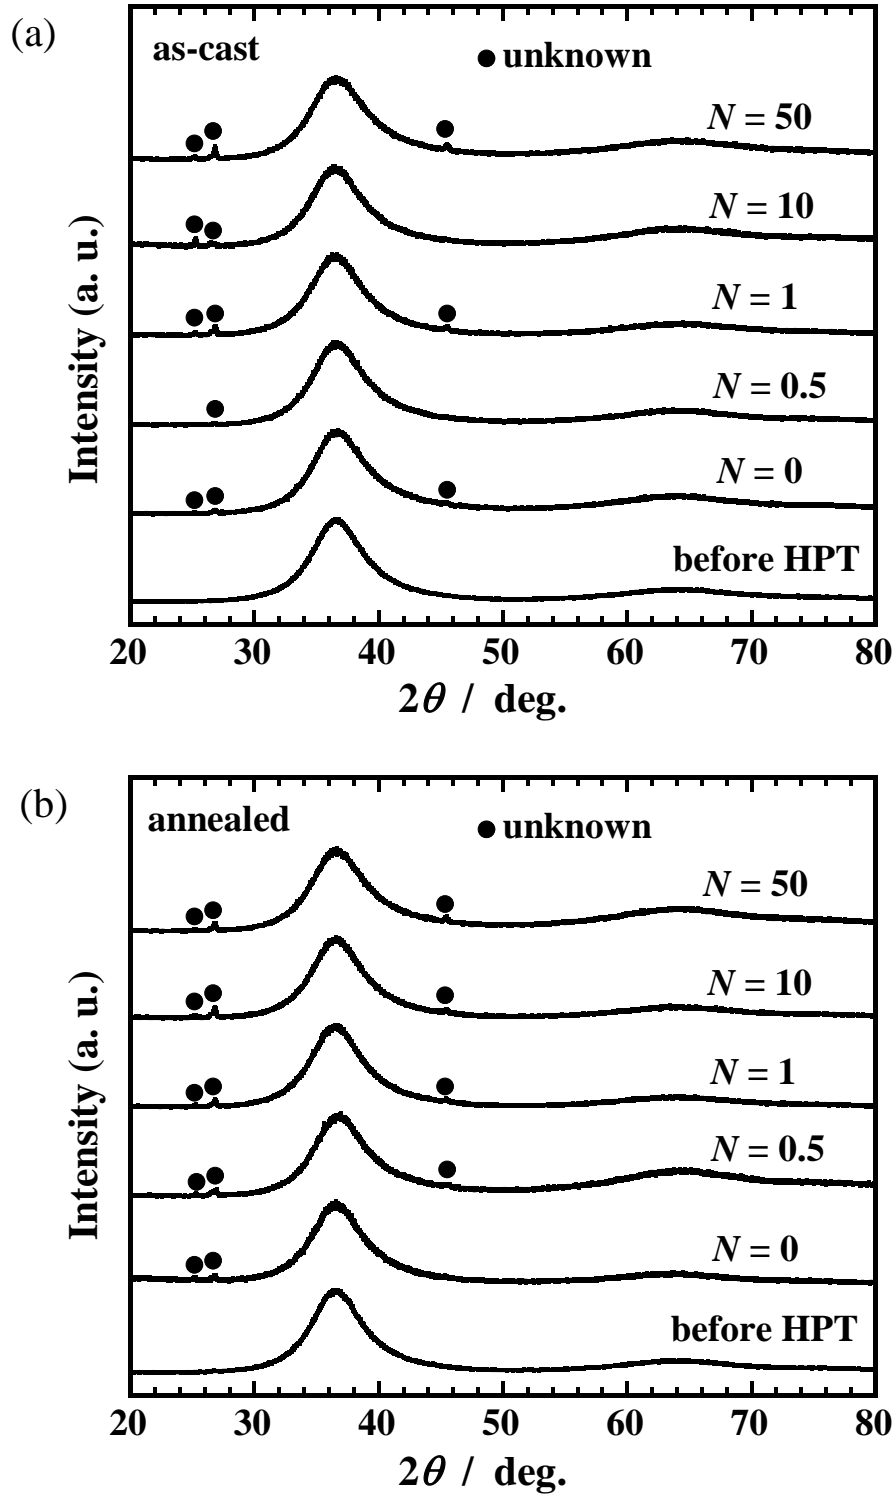 (a)
as-cast
● unknown
N = 50
N = 10
N = 1
N = 0.5
N = 0
before HPT
Intensity (a. u.)
20 30 40 50 60 70 80
2θ / deg.
(b)
annealed
● unknown
N = 50
N = 10
N = 1
N = 0.5
N = 0
before HPT
Intensity (a. u.)
20 30 40 50 60 70 80
2θ / deg.